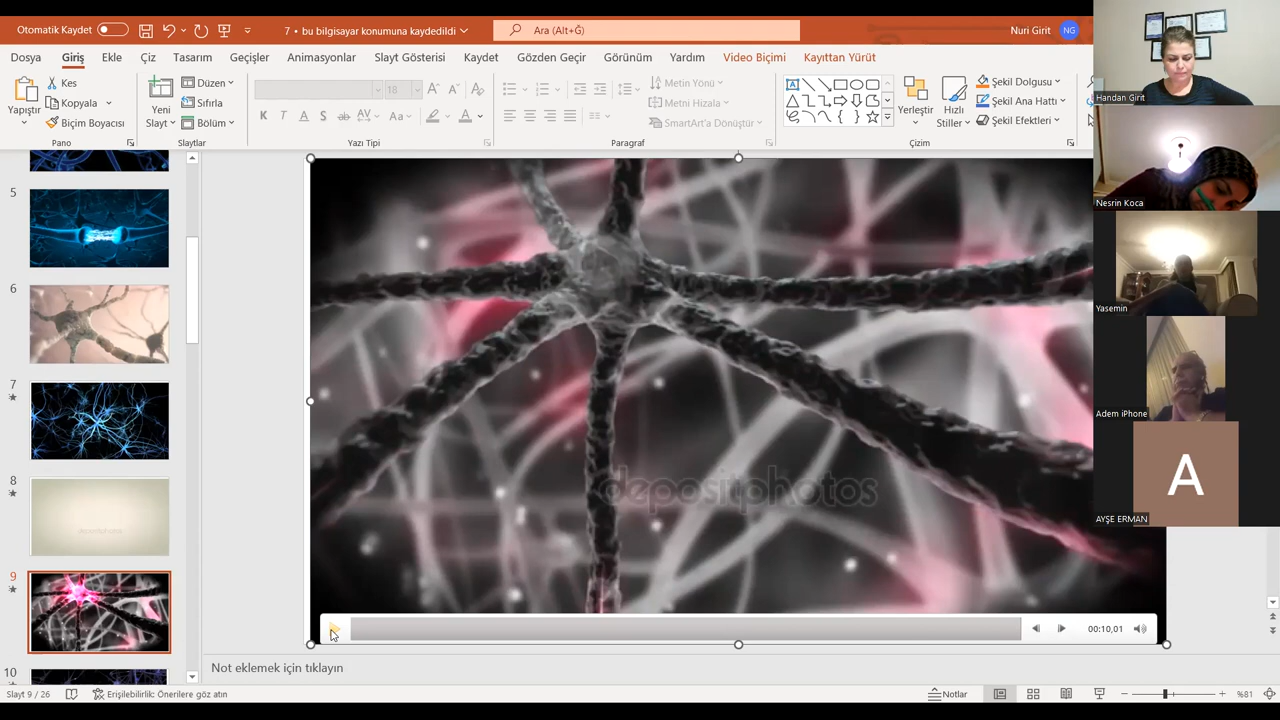 Otomatik Kaydet
7 • bu bilgisayar konumuna kaydedildi
Ara (Alt+Ğ)
Nuri Girit
NG
Dosya Giriş Ekle Çiz Tasarım Geçişler Animasyonlar Slayt Gösterisi Kaydet Gözden Geçir Görünüm Yardım Video Biçimi Kayıttan Yürüt
Yapıştır
Kes
Kopyala
Biçim Boyacısı
Pano
Yeni
Slayt
Düzen
Sıfırla
Bölüm
Slaytlar
18
Yazı Tipi
Metin Yönü
Metni Hizala
SmartArt'a Dönüştür
Paragraf
Yerleştir
Hızlı
Stiller
Şekil Dolgusu
Şekil Ana Hattı
Şekil Efektleri
Çizim
5
6
7
8
9
10
depositphotos
00:10,01
Not eklemek için tıklayın
Slayt 9 / 26
Erişilebilirlik: Önerilere göz atın
Notlar
%81
Handan Girit
Nesrin Koca
Yasemin
Adem iPhone
A
AYŞE ERMAN